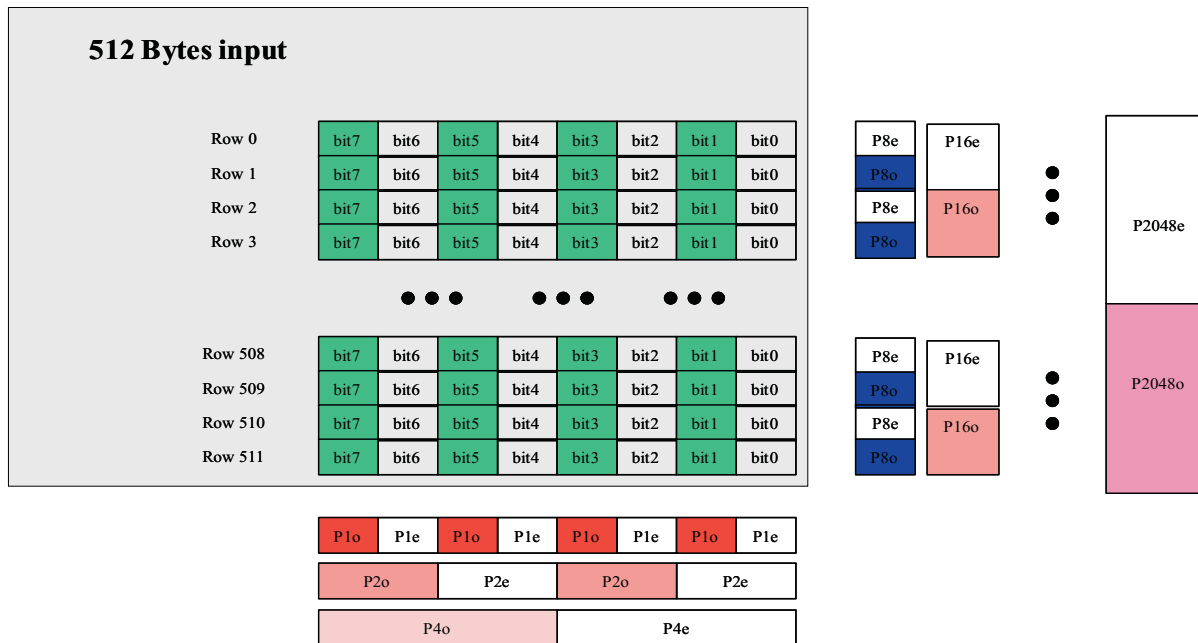 512 Bytes input
Row 0 bit7 bit6 bit5 bit4 bit3 bit2 bit1 bit0 P8e P16e
Row 1 bit7 bit6 bit5 bit4 bit3 bit2 bit1 bit0 P8o
Row 2 bit7 bit6 bit5 bit4 bit3 bit2 bit1 bit0 P8e P16o
P2048e
Row 3 bit7 bit6 bit5 bit4 bit3 bit2 bit1 bit0 P8o
Row 508 bit7 bit6 bit5 bit4 bit3 bit2 bit1 bit0 P8e P16e
Row 509 bit7 bit6 bit5 bit4 bit3 bit2 bit1 bit0 P8o
P2048o
Row 510 bit7 bit6 bit5 bit4 bit3 bit2 bit1 bit0 P8e P16o
Row 511 bit7 bit6 bit5 bit4 bit3 bit2 bit1 bit0 P8o
P1o P1e P1o P1e P1o P1e P1o P1e
P2o P2e P2o P2e
P4o P4e